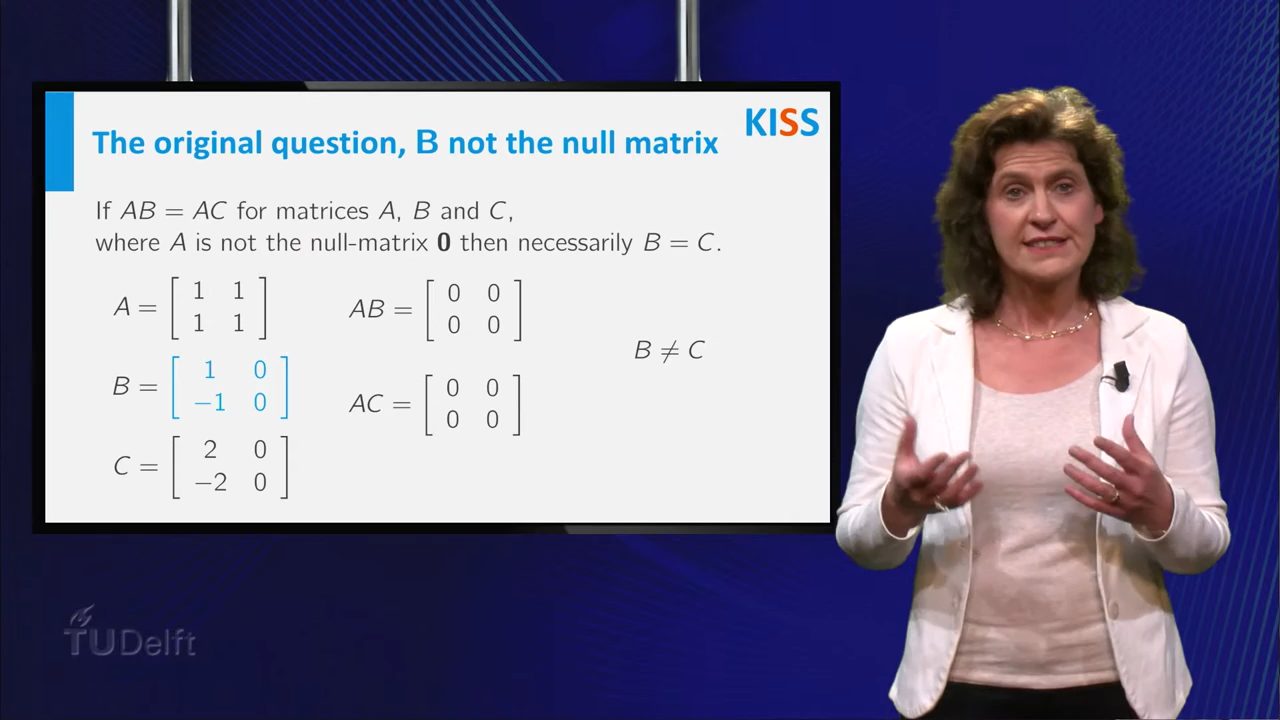 The original question, B not the null matrix
KISS
If AB = AC for matrices A, B and C,
where A is not the null-matrix 0 then necessarily B = C.
A = [ 1 1
1 1 ]
AB = [ 0 0
0 0 ]
B = [ 1 0
−1 0 ]
B ≠ C
AC = [ 0 0
0 0 ]
C = [ 2 0
−2 0 ]
TUDelft